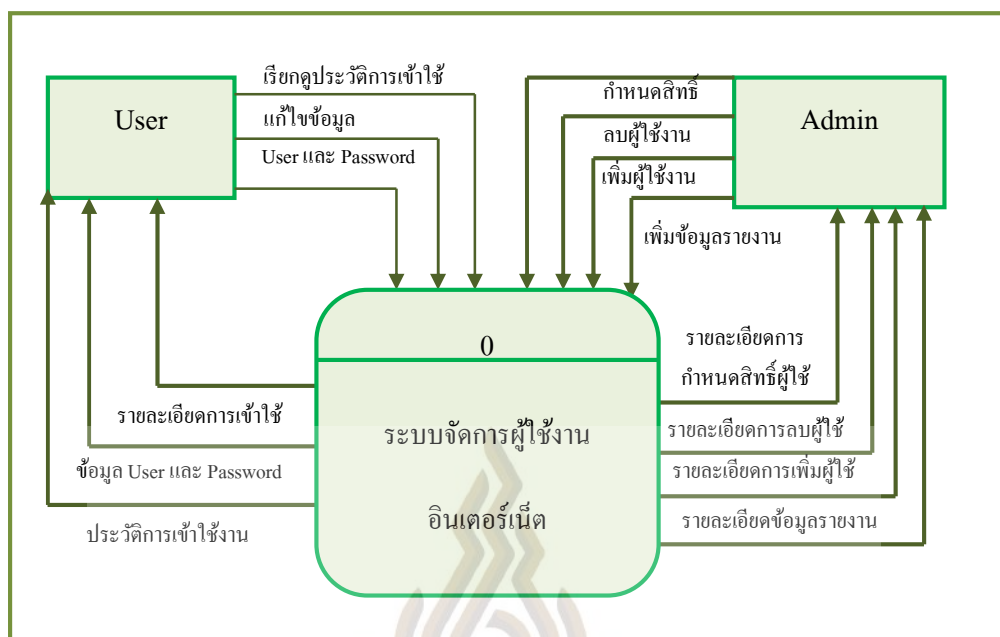 เรียกดูประวัติการเข้าใช้
User
แก้ไขข้อมูล
User และ Password
กำหนดสิทธิ์
Admin
ลบผู้ใช้งาน
เพิ่มผู้ใช้งาน
เพิ่มข้อมูลรายงาน
0
ระบบจัดการผู้ใช้งาน
อินเตอร์เน็ต
รายละเอียดการเข้าใช้
ข้อมูล User และ Password
ประวัติการเข้าใช้งาน
รายละเอียดการ
กำหนดสิทธิ์ผู้ใช้
รายละเอียดการลบผู้ใช้
รายละเอียดการเพิ่มผู้ใช้
รายละเอียดข้อมูลรายงาน